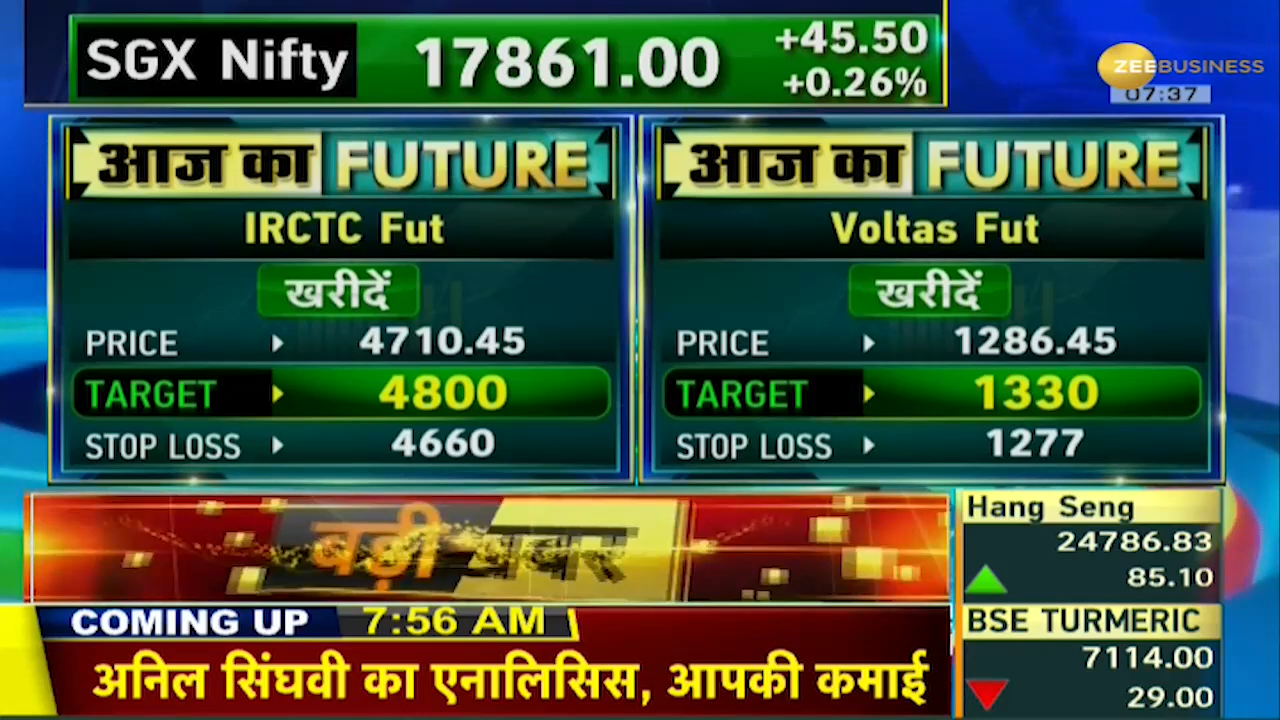 SGX Nifty 17861.00 +45.50
+0.26%
ZEEBUSINESS
07:37
आज का FUTURE
IRCTC Fut
खरीदें
PRICE 4710.45
TARGET 4800
STOP LOSS 4660
आज का FUTURE
Voltas Fut
खरीदें
PRICE 1286.45
TARGET 1330
STOP LOSS 1277
बड़ी खबर
Hang Seng
24786.83
85.10
BSE TURMERIC
7114.00
29.00
COMING UP 7:56 AM
अनिल सिंघवी का एनालिसिस, आपकी कमाई